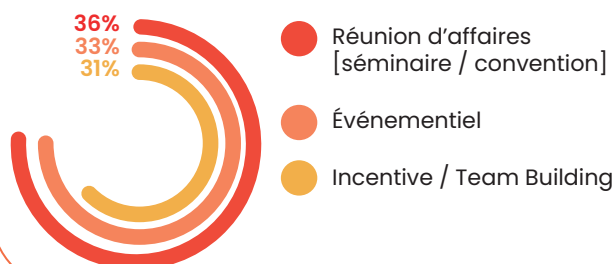 36%
33%
31%
Réunion d’affaires
[séminaire / convention]
Événementiel
Incentive / Team Building